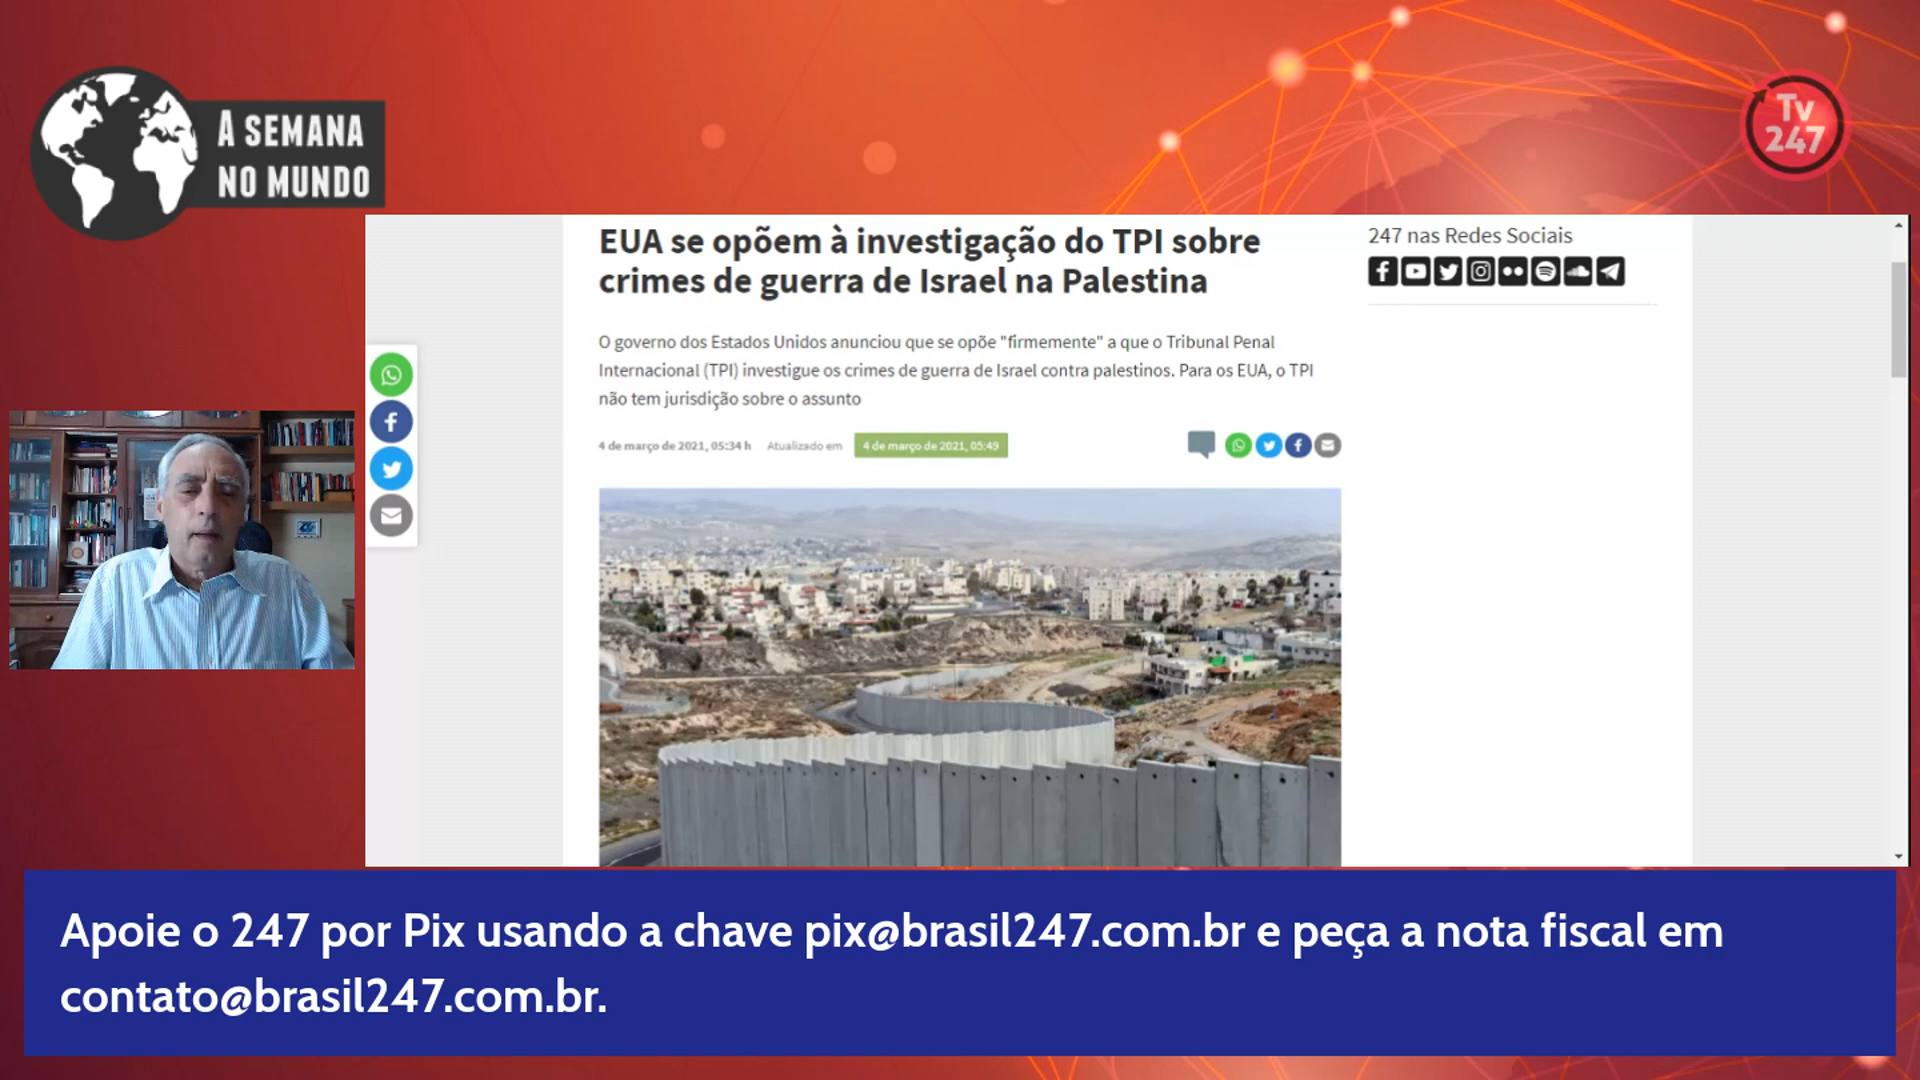 A SEMANA
NO MUNDO
Tv
247
EUA se opõem à investigação do TPI sobre
crimes de guerra de Israel na Palestina
247 nas Redes Sociais
O governo dos Estados Unidos anunciou que se opõe "firmemente" a que o Tribunal Penal
Internacional (TPI) investigue os crimes de guerra de Israel contra palestinos. Para os EUA, o TPI
não tem jurisdição sobre o assunto
4 de março de 2021, 05:34 h Atualizado em 4 de março de 2021, 05:49
Apoie o 247 por Pix usando a chave pix@brasil247.com.br e peça a nota fiscal em
contato@brasil247.com.br.